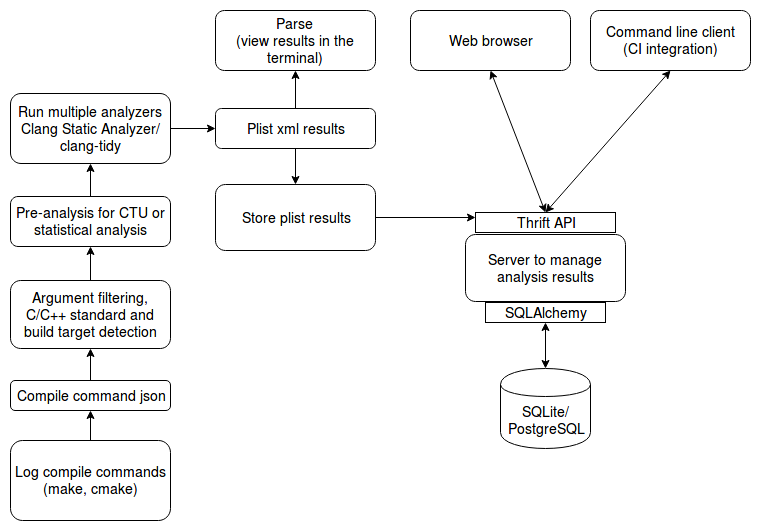 Parse
(view results in the
terminal)
Web browser
Command line client
(CI integration)
Run multiple analyzers
Clang Static Analyzer/
clang-tidy
Plist xml results
Pre-analysis for CTU or
statistical analysis
Store plist results
Thrift API
Server to manage
analysis results
SQLAlchemy
Argument filtering,
C/C++ standard and
build target detection
Compile command json
SQLite/
PostgreSQL
Log compile commands
(make, cmake)